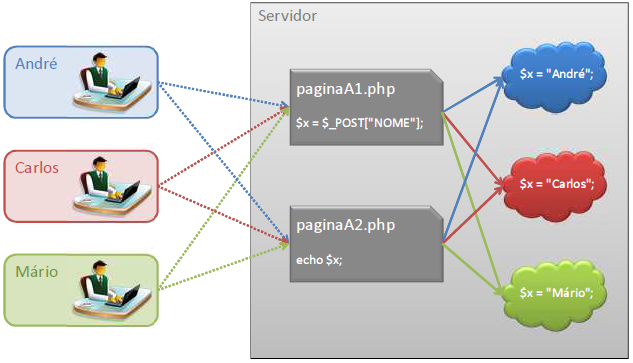 Servidor
André
Carlos
Mário
paginaA1.php
$x = $_POST["NOME"];
paginaA2.php
echo $x;
$x = "André";
$x = "Carlos";
$x = "Mário";